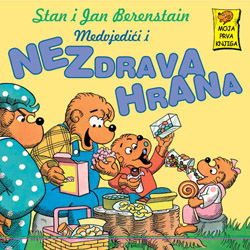 Stan i Jan Berenstain
Medvjedići i
NEZDRAVA
HRANA
MOJA
PRVA
KNJIGA